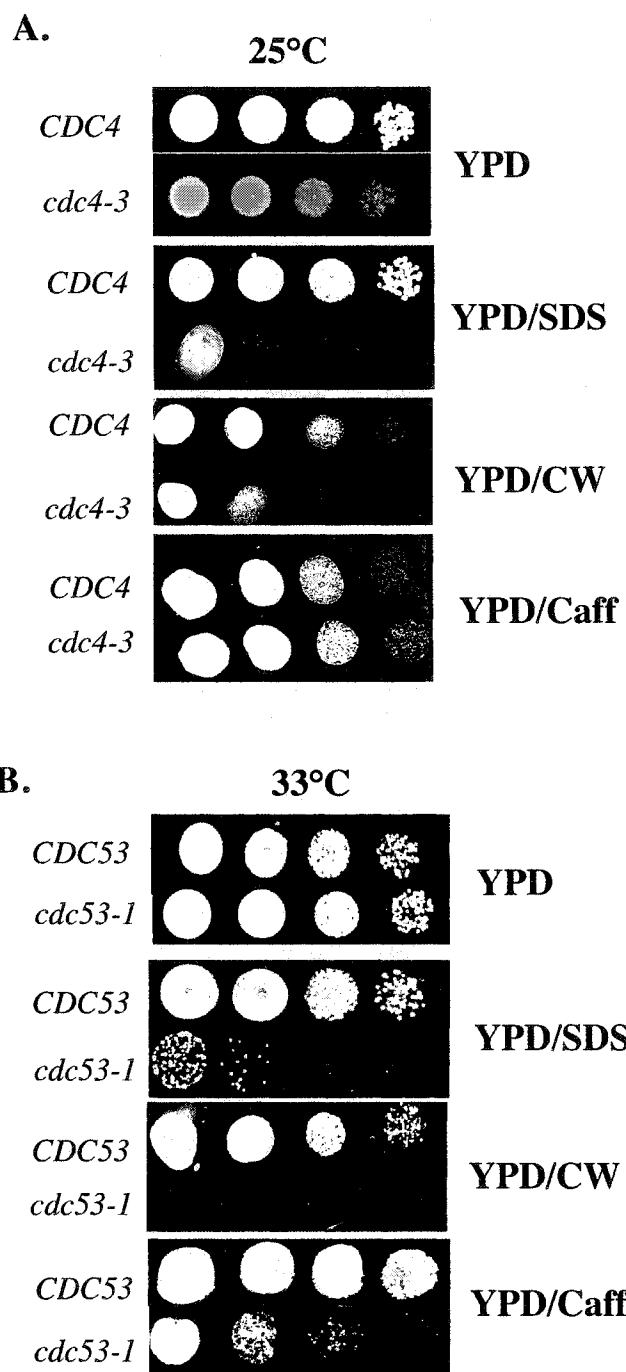 A.
25°C
CDC4
YPD
cdc4-3
CDC4
YPD/SDS
cdc4-3
CDC4
YPD/CW
cdc4-3
CDC4
YPD/Caff
cdc4-3
B.
33°C
CDC53
YPD
cdc53-1
CDC53
YPD/SDS
cdc53-1
CDC53
YPD/CW
cdc53-1
CDC53
YPD/Caff
cdc53-1